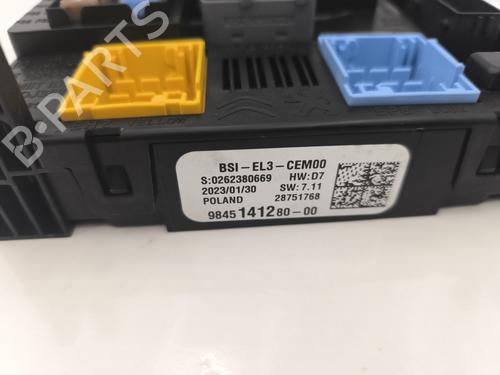 B-PARTS
BSI-EL3-CEM00
S:0262380669 HW:D7
2023/01/30 SW:7.11
POLAND 28751768
9845141280-00